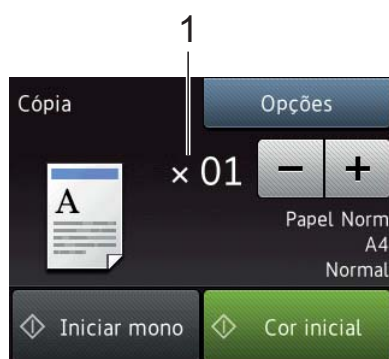 1
Cópia
Opções
× 01 − +
A
Papel Norm
A4
Normal
Iniciar mono
Cor inicial